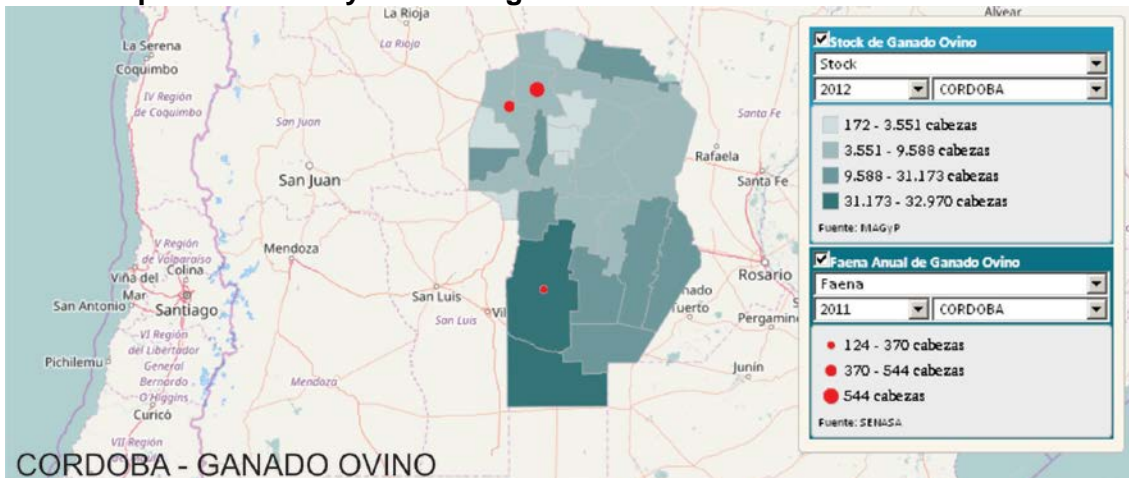 La Rioja
La Rioja
La Serena
Coquimbo
IV Región
de Coquimbo
San Juan
San Juan
Santa Fe
Rafaela
Santa Fe
V Región
de Valparaíso
Colina
Viña del
Mar
San Antonio
Santiago
Mendoza
San Luis
San Luis
Rosario
Pergamin
VI Región
del Libertador
General
Bernardo
O'Higgins
Pichilemu
Curicó
VII Región
Mendoza
Junín
Alvear
Stock de Ganado Ovino
Stock
2012 CORDOBA
172 - 3.551 cabezas
3.551 - 9.588 cabezas
9.588 - 31.173 cabezas
31.173 - 32.970 cabezas
Fuente: MAGyP
Faena Anual de Ganado Ovino
Faena
2011 CORDOBA
124 - 370 cabezas
370 - 544 cabezas
544 cabezas
Fuente: SENASA
CORDOBA - GANADO OVINO